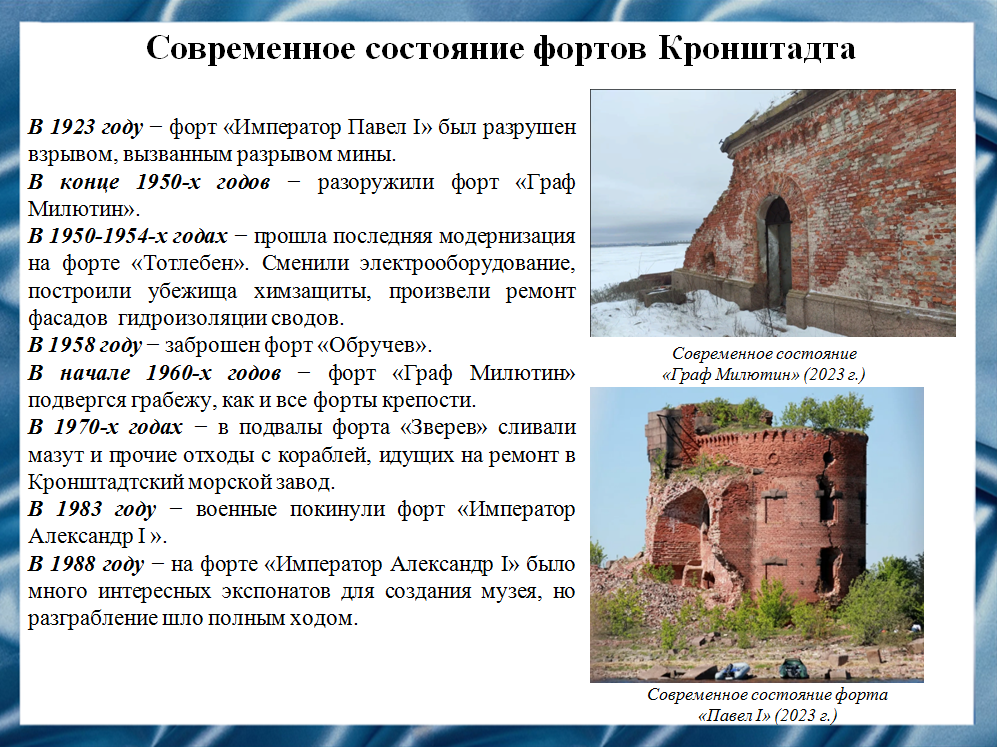 Современное состояние фортов Кронштадта
В 1923 году − форт «Император Павел I» был разрушен
взрывом, вызванным разрывом мины.
В конце 1950-х годов − разоружили форт «Граф
Милютин».
В 1950-1954-х годах − прошла последняя модернизация
на форте «Тотлебен». Сменили электрооборудование,
построили убежища химзащиты, произвели ремонт
фасадов гидроизоляции сводов.
В 1958 году − заброшен форт «Обручев».
В начале 1960-х годов − форт «Граф Милютин»
подвергся грабежу, как и все форты крепости.
В 1970-х годах − в подвалы форта «Зверев» сливали
мазут и прочие отходы с кораблей, идущих на ремонт в
Кронштадтский морской завод.
В 1983 году − военные покинули форт «Император
Александр I ».
В 1988 году − на форте «Император Александр I» было
много интересных экспонатов для создания музея, но
разграбление шло полным ходом.
Современное состояние
«Граф Милютин» (2023 г.)
Современное состояние форта
«Павел I» (2023 г.)